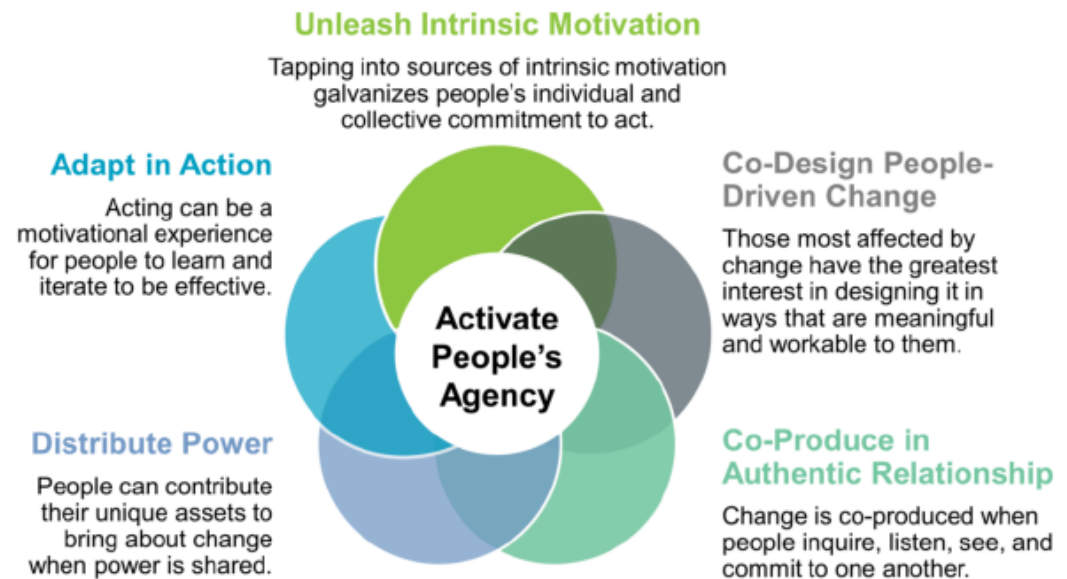 Unleash Intrinsic Motivation
Tapping into sources of intrinsic motivation
galvanizes people's individual and
collective commitment to act.
Adapt in Action
Acting can be a
motivational experience
for people to learn and
iterate to be effective.
Co-Design People-
Driven Change
Those most affected by
change have the greatest
interest in designing it in
ways that are meaningful
and workable to them.
Activate
People's
Agency
Distribute Power
People can contribute
their unique assets to
bring about change
when power is shared.
Co-Produce in
Authentic Relationship
Change is co-produced when
people inquire, listen, see, and
commit to one another.